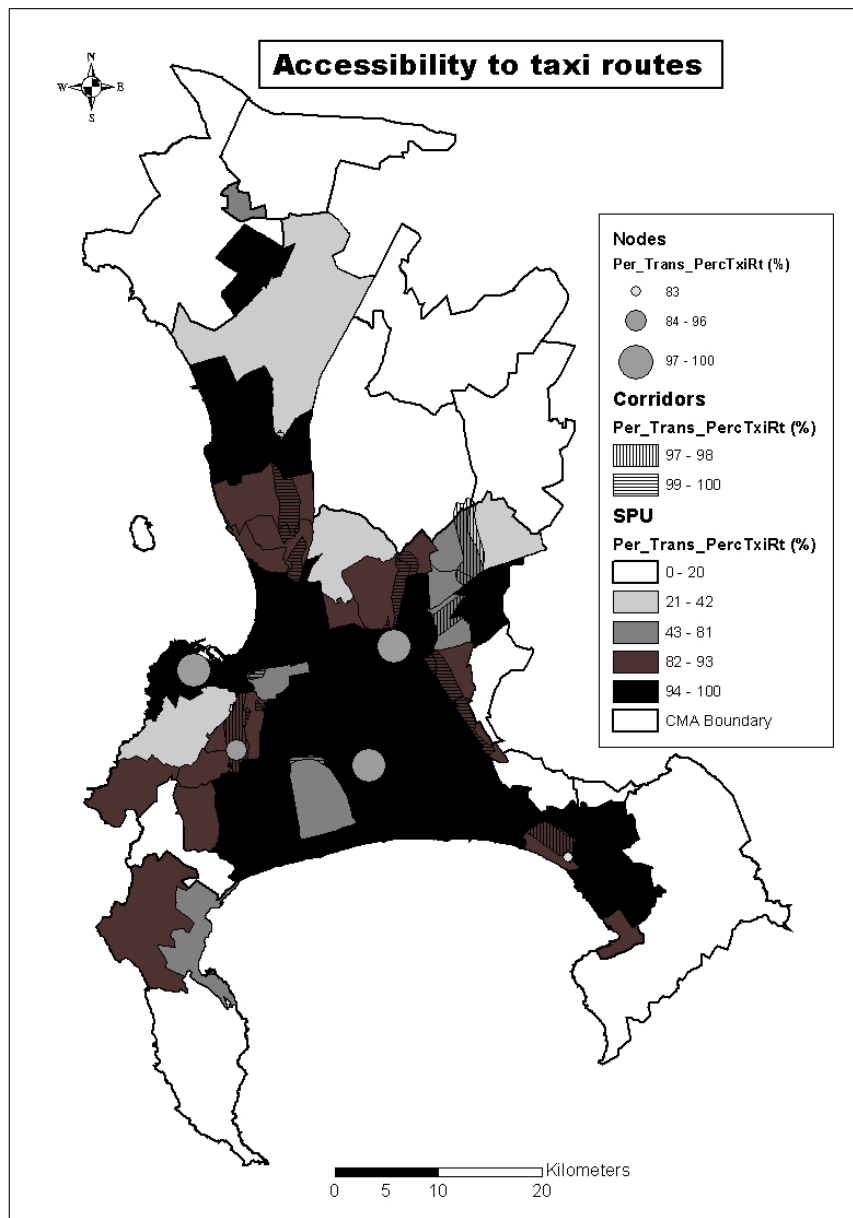 Accessibility to taxi routes
N
W E
S
Nodes
Per_Trans_PercTxiRt (%)
83
84 - 96
97 - 100
Corridors
Per_Trans_PercTxiRt (%)
97 - 98
99 - 100
SPU
Per_Trans_PercTxiRt (%)
0 - 20
21 - 42
43 - 81
82 - 93
94 - 100
CMA Boundary
Kilometers
0 5 10 20